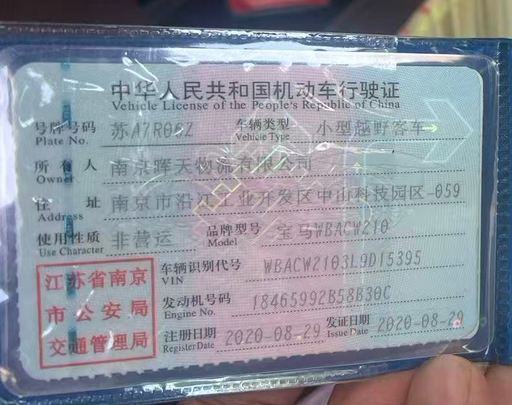 中华人民共和国机动车行驶证
Vehicle License of the People's Republic of China
号牌号码 苏A7R08Z 车辆类型 小型越野客车
Plate No. Vehicle Type
所有人 南京晖天物流有限公司
Owner
住址 南京市沿江工业开发区中山科技园区-059
Address
使用性质 非营运 品牌型号 宝马WBACW210
Use Character Model
江苏省南京市公安局交通管理局
车辆识别代号 WBACW2103L9D15395
VIN
发动机号码 18465992B58B30C
Engine No.
注册日期 2020-08-29 发证日期 2020-08-29
Register Date Issue Date